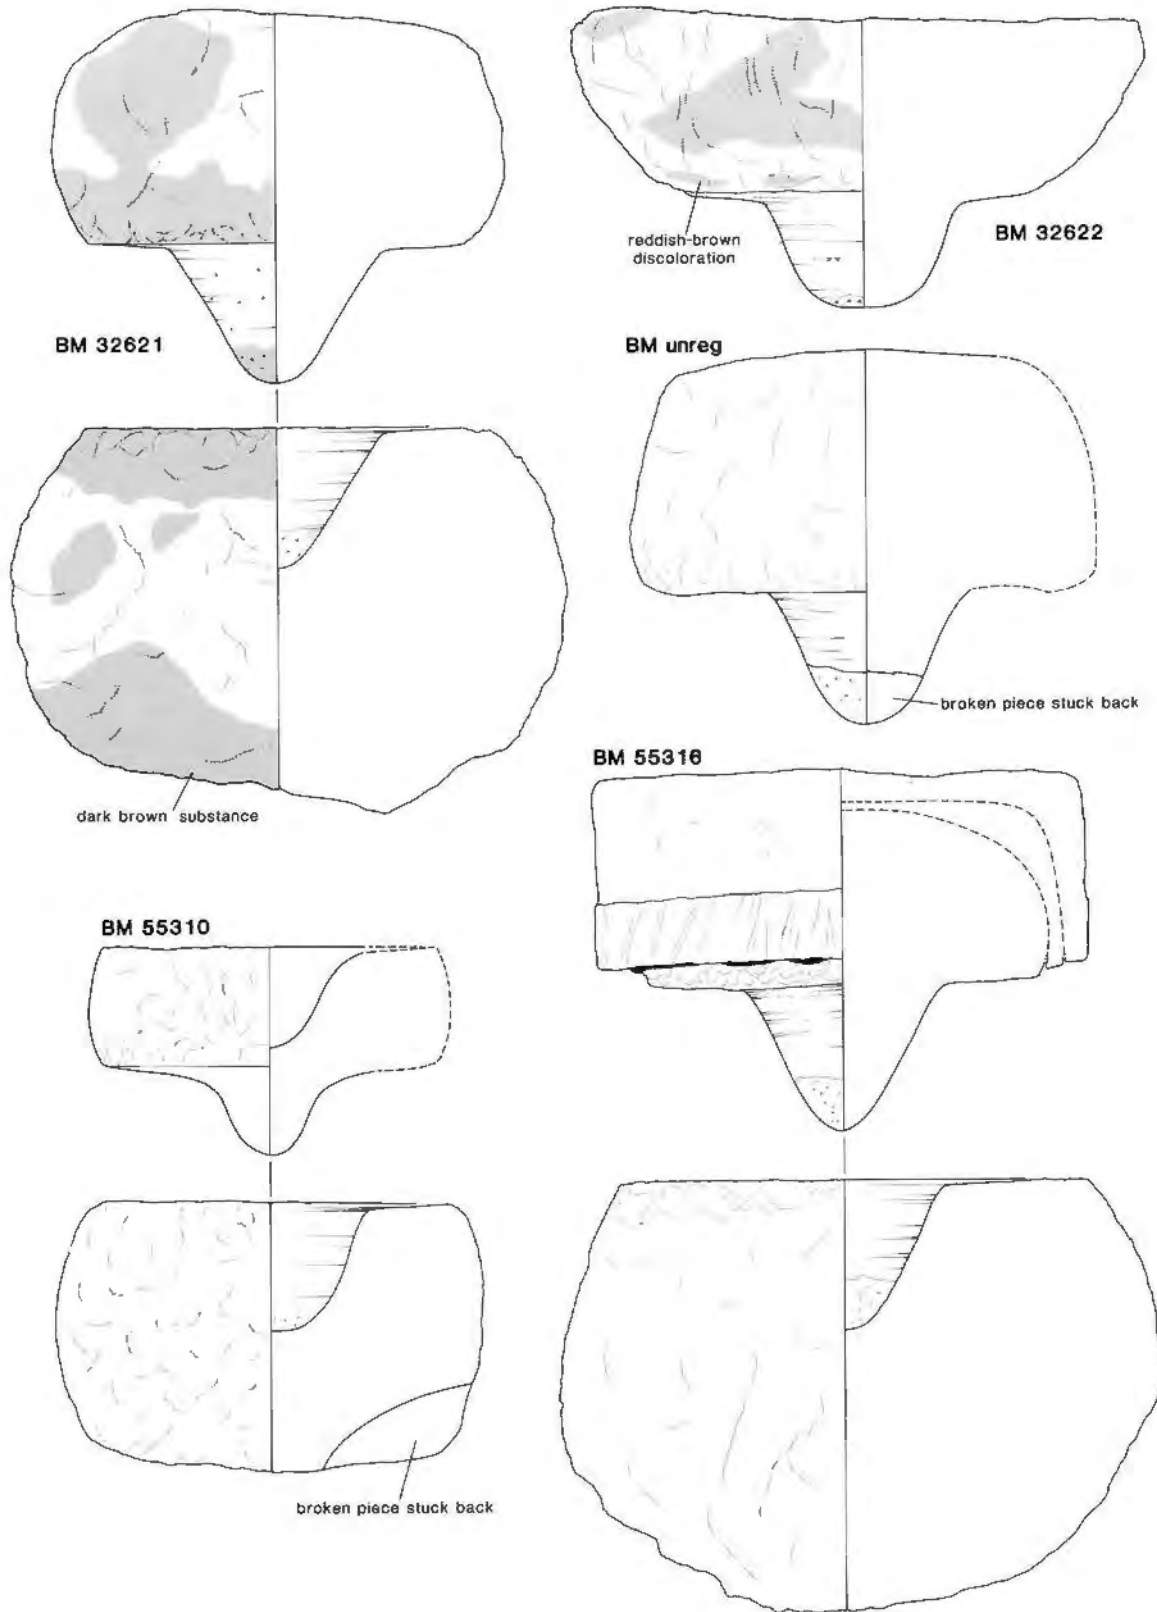 reddish-brown
discoloration
BM 32622
BM 32621
BM unreg
broken piece stuck back
BM 55316
dark brown substance
BM 55310
broken piece stuck back